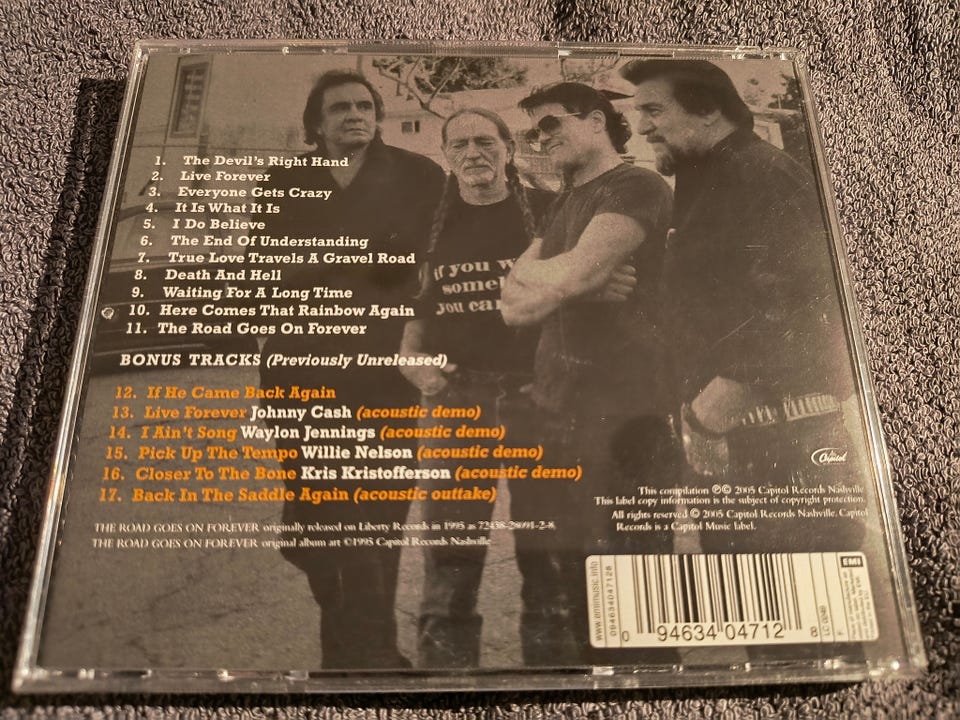 1. The Devil's Right Hand
2. Live Forever
3. Everyone Gets Crazy
4. It Is What It Is
5. I Do Believe
6. The End Of Understanding
7. True Love Travels A Gravel Road
8. Death And Hell
9. Waiting For A Long Time
10. Here Comes That Rainbow Again
11. The Road Goes On Forever
BONUS TRACKS (Previously Unreleased)
12. If He Came Back Again
13. Live Forever Johnny Cash (acoustic demo)
14. I Ain't Song Waylon Jennings (acoustic demo)
15. Pick Up The Tempo Willie Nelson (acoustic demo)
16. Closer To The Bone Kris Kristofferson (acoustic demo)
17. Back In The Saddle Again (acoustic outtake)
THE ROAD GOES ON FOREVER originally released on Liberty Records in 1995 as 72438-28091-2-8
THE ROAD GOES ON FOREVER original album art ©1995 Capitol Records Nashville
if you
you
Capitol
This compilation ℗© 2005 Capitol Records Nashville
This label copy information is the subject of copyright protection.
All rights reserved © 2005 Capitol Records Nashville. Capitol
Records is a Capitol Music label.
www.emimusic.info
094634047128
0 94634 04712 8
EMI